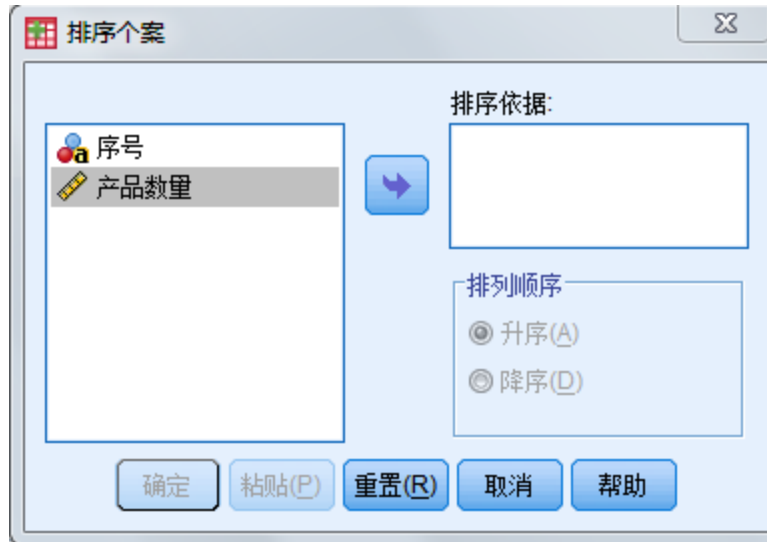 排序个案
排序依据:
序号
产品数量
排列顺序
升序(A)
降序(D)
确定
粘贴(P)
重置(R)
取消
帮助